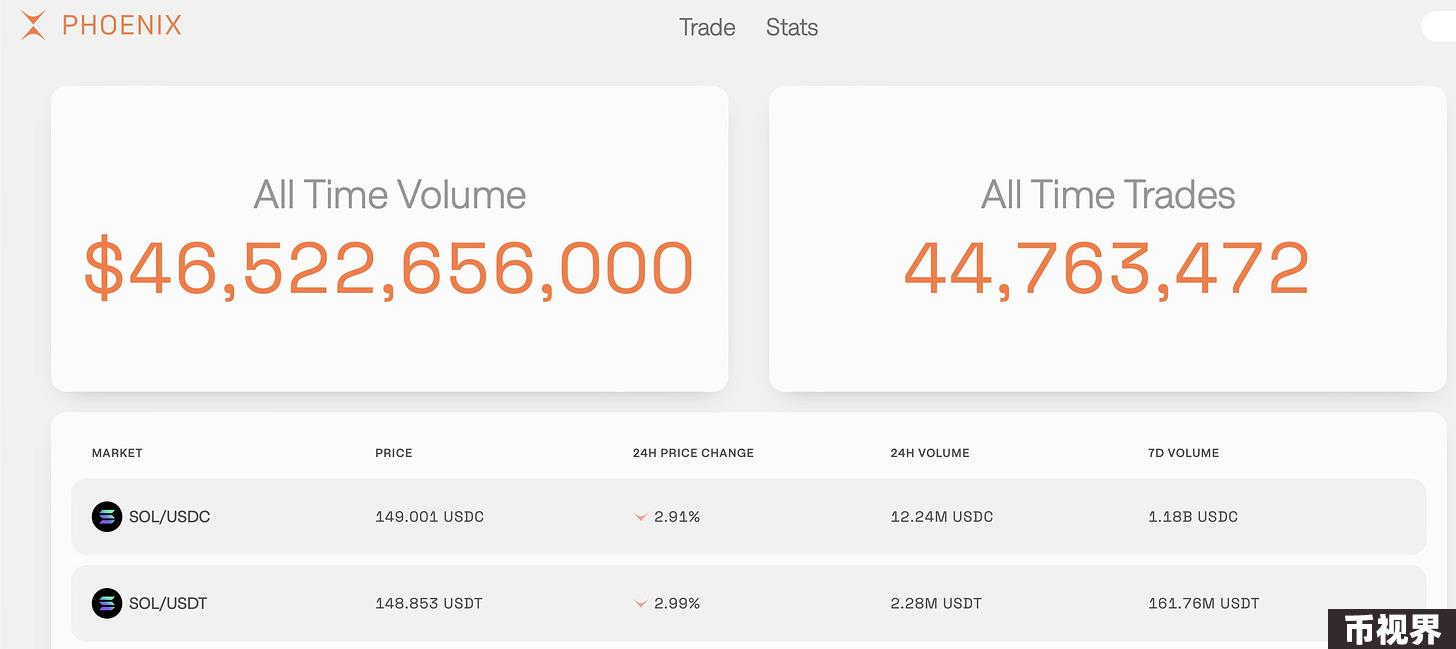 PHOENIX Trade Stats
All Time Volume
$46,522,656,000
All Time Trades
44,763,472
MARKET PRICE 24H PRICE CHANGE 24H VOLUME 7D VOLUME
SOL/USDC 149.001 USDC 2.91% 12.24M USDC 1.18B USDC
SOL/USDT 148.853 USDT 2.99% 2.28M USDT 161.76M USDT
币视界